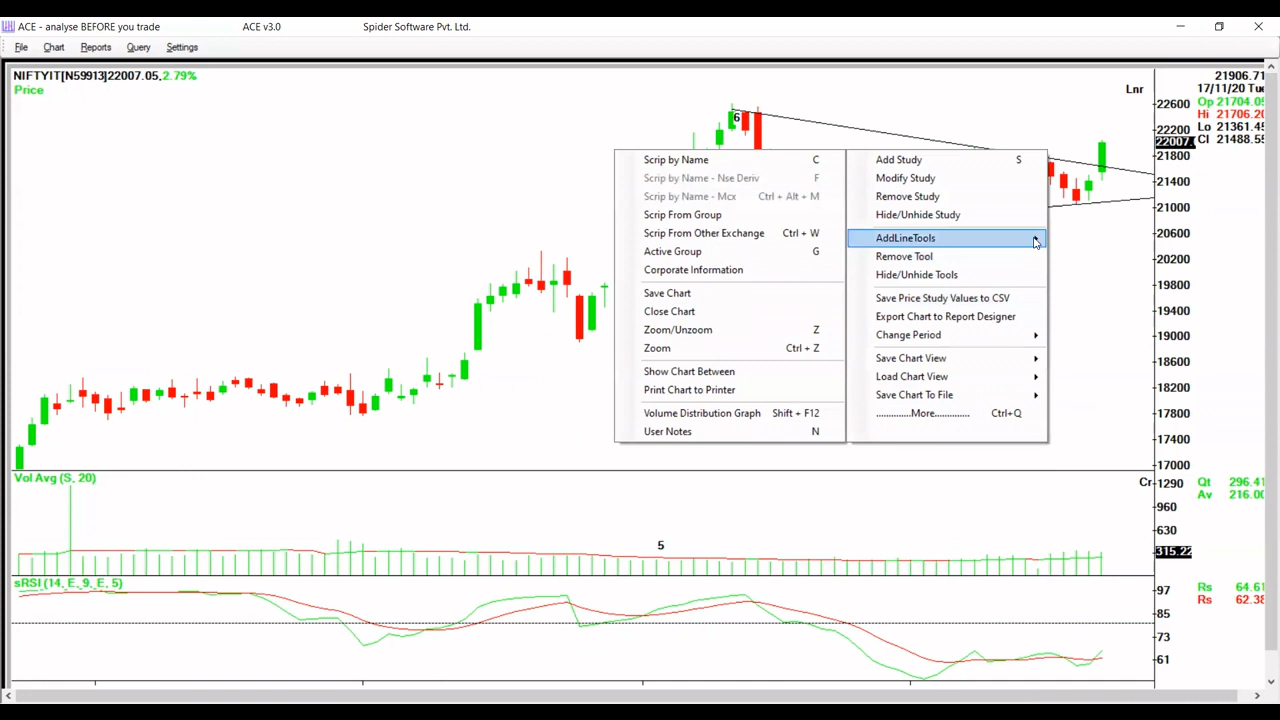 ACE - analyse BEFORE you trade ACE v3.0 Spider Software Pvt. Ltd.
File Chart Reports Query Settings
NIFTYIT[N59913]22007.05,2.79%
Price
Lnr
21906.71
17/11/20 Tue
Op 21704.05
Hi 21706.20
Lo 21361.45
Cl 21488.55
22600
22200
22007.
21800
21400
21000
20600
20200
19800
19400
19000
18600
18200
17800
17400
17000
6
Scrip by Name C
Scrip by Name - Nse Deriv F
Scrip by Name - Mcx Ctrl + Alt + M
Scrip From Group
Scrip From Other Exchange Ctrl + W
Active Group G
Corporate Information
Save Chart
Close Chart
Zoom/Unzoom Z
Zoom Ctrl + Z
Show Chart Between
Print Chart to Printer
Volume Distribution Graph Shift + F12
User Notes N
Add Study S
Modify Study
Remove Study
Hide/Unhide Study
AddLineTools
Remove Tool
Hide/Unhide Tools
Save Price Study Values to CSV
Export Chart to Report Designer
Change Period
Save Chart View
Load Chart View
Save Chart To File
..............More.............. Ctrl+Q
Vol Avg (S, 20)
Cr
1290
960
630
315.22
Qt 296.41
Av 216.00
5
sRSI (14, E, 9, E, 5)
97
85
73
61
Rs 64.61
Rs 62.38